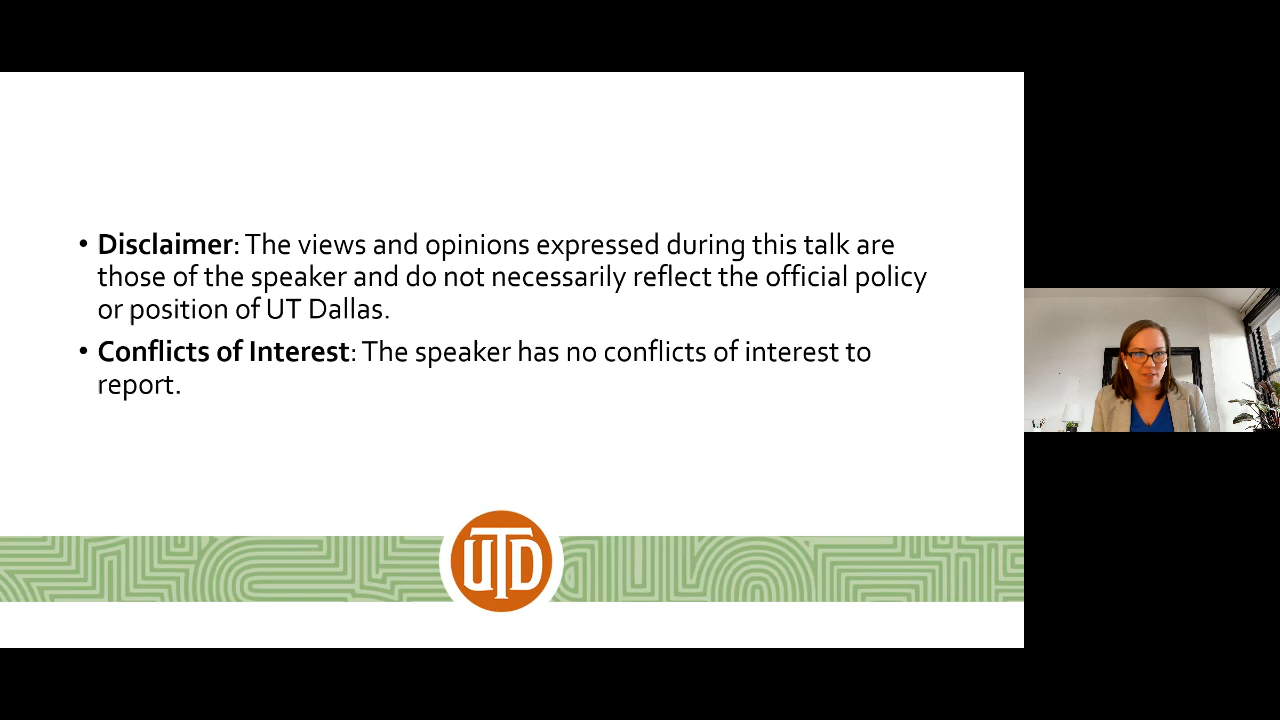 • Disclaimer: The views and opinions expressed during this talk are
those of the speaker and do not necessarily reflect the official policy
or position of UT Dallas.
• Conflicts of Interest: The speaker has no conflicts of interest to
report.
UTD